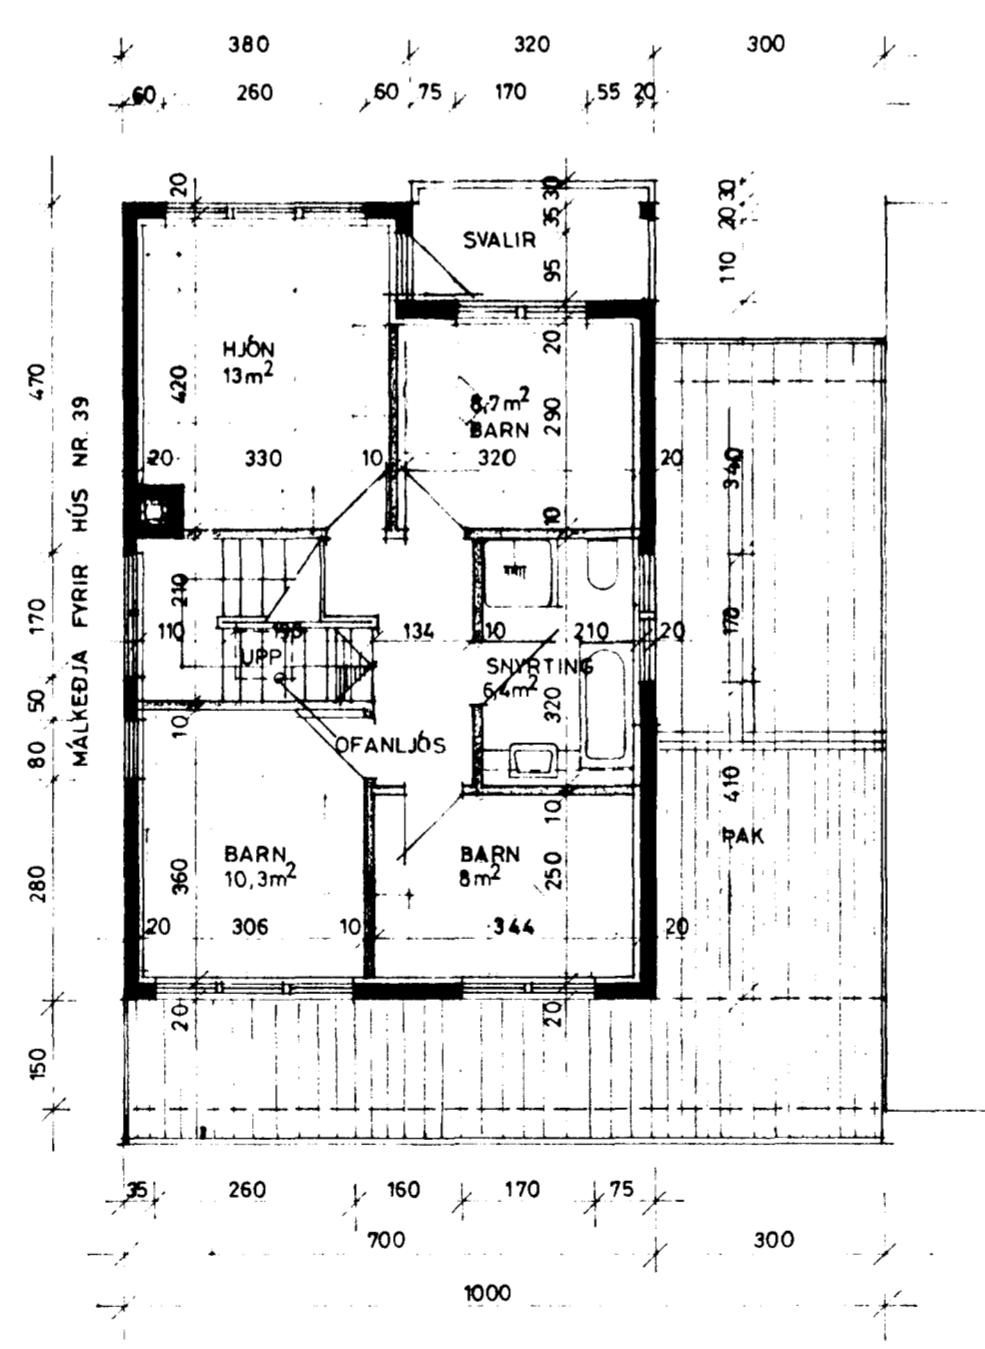 380 320 300
60 260 60 75 170 55 20
20 30 20 30
35
SVALIR
95 110
HJÓN
13m²
420 20
470
8,7m²
BARN
290
340
20 330 10 320 20
MÁLKEÐJA FYRIR HÚS NR. 39
10
210
170 170
110 195 134 10 210 20
UPP
SNYRTING
6,4m²
320
50
10
OFANLJÓS
80 410
10
ÞAK
BARN
10,3m²
BARN
8m²
360 250
280
20 306 10 344 20
20 20
150
35 260 160 170 75
700 300
1000